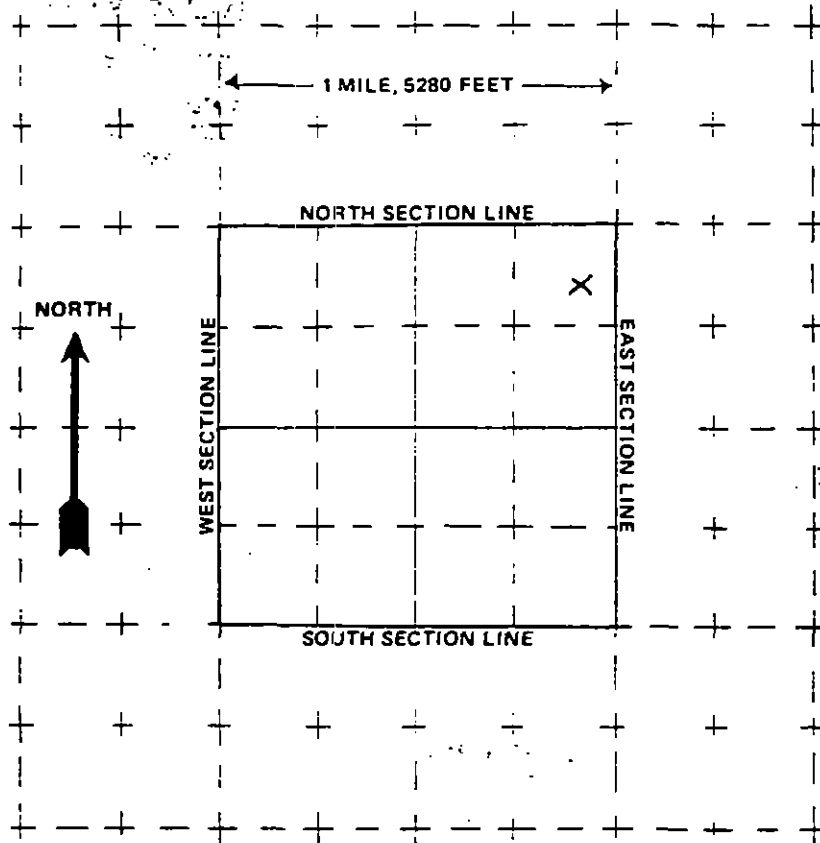 1 MILE, 5280 FEET
NORTH SECTION LINE
X
NORTH
WEST SECTION LINE
EAST SECTION LINE
SOUTH SECTION LINE